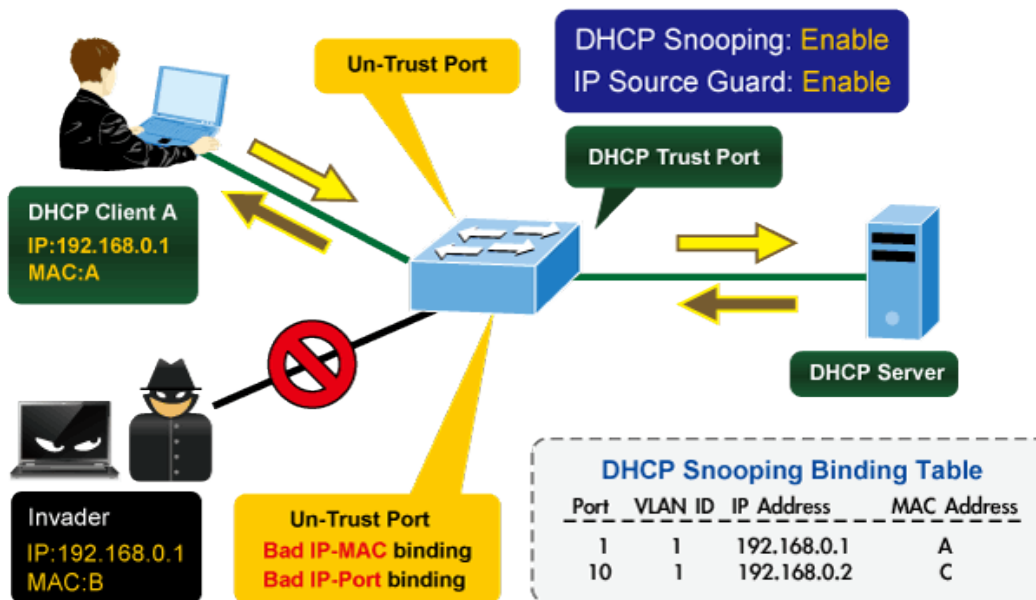 Un-Trust Port
DHCP Snooping: Enable
IP Source Guard: Enable
DHCP Trust Port
DHCP Client A
IP:192.168.0.1
MAC:A
DHCP Server
Invader
IP:192.168.0.1
MAC:B
Un-Trust Port
Bad IP-MAC binding
Bad IP-Port binding
DHCP Snooping Binding Table
Port VLAN ID IP Address MAC Address
1 1 192.168.0.1 A
10 1 192.168.0.2 C